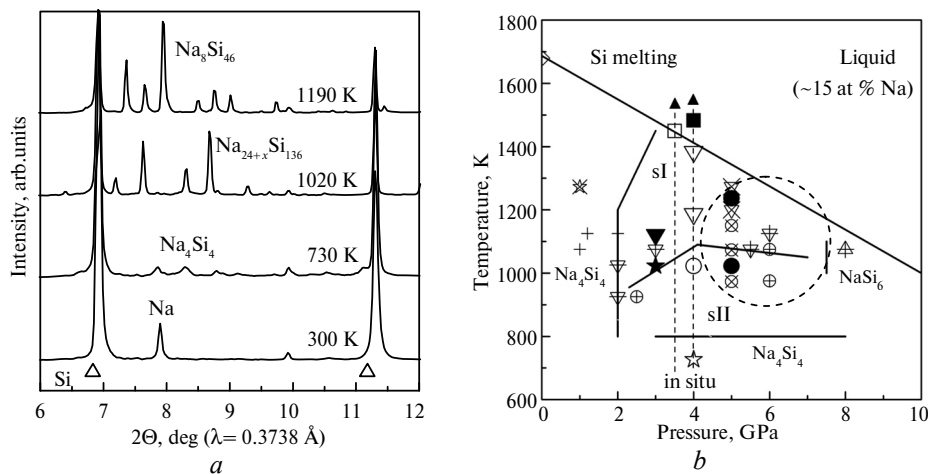 Intensity, arb.units
Na₈Si₄₆
1190 K
Na₂₄₊ₓSi₁₃₆
1020 K
Na₄Si₄
730 K
Na
300 K
Si
6 7 8 9 10 11 12
2Θ, deg (λ= 0.3738 Å)
a
Temperature, K
1800
1600
1400
1200
1000
800
600
Si melting
Liquid
(~15 at % Na)
sI
Na₄Si₄
NaSi₆
sII
Na₄Si₄
in situ
400
0 2 4 6 8 10
Pressure, GPa
b